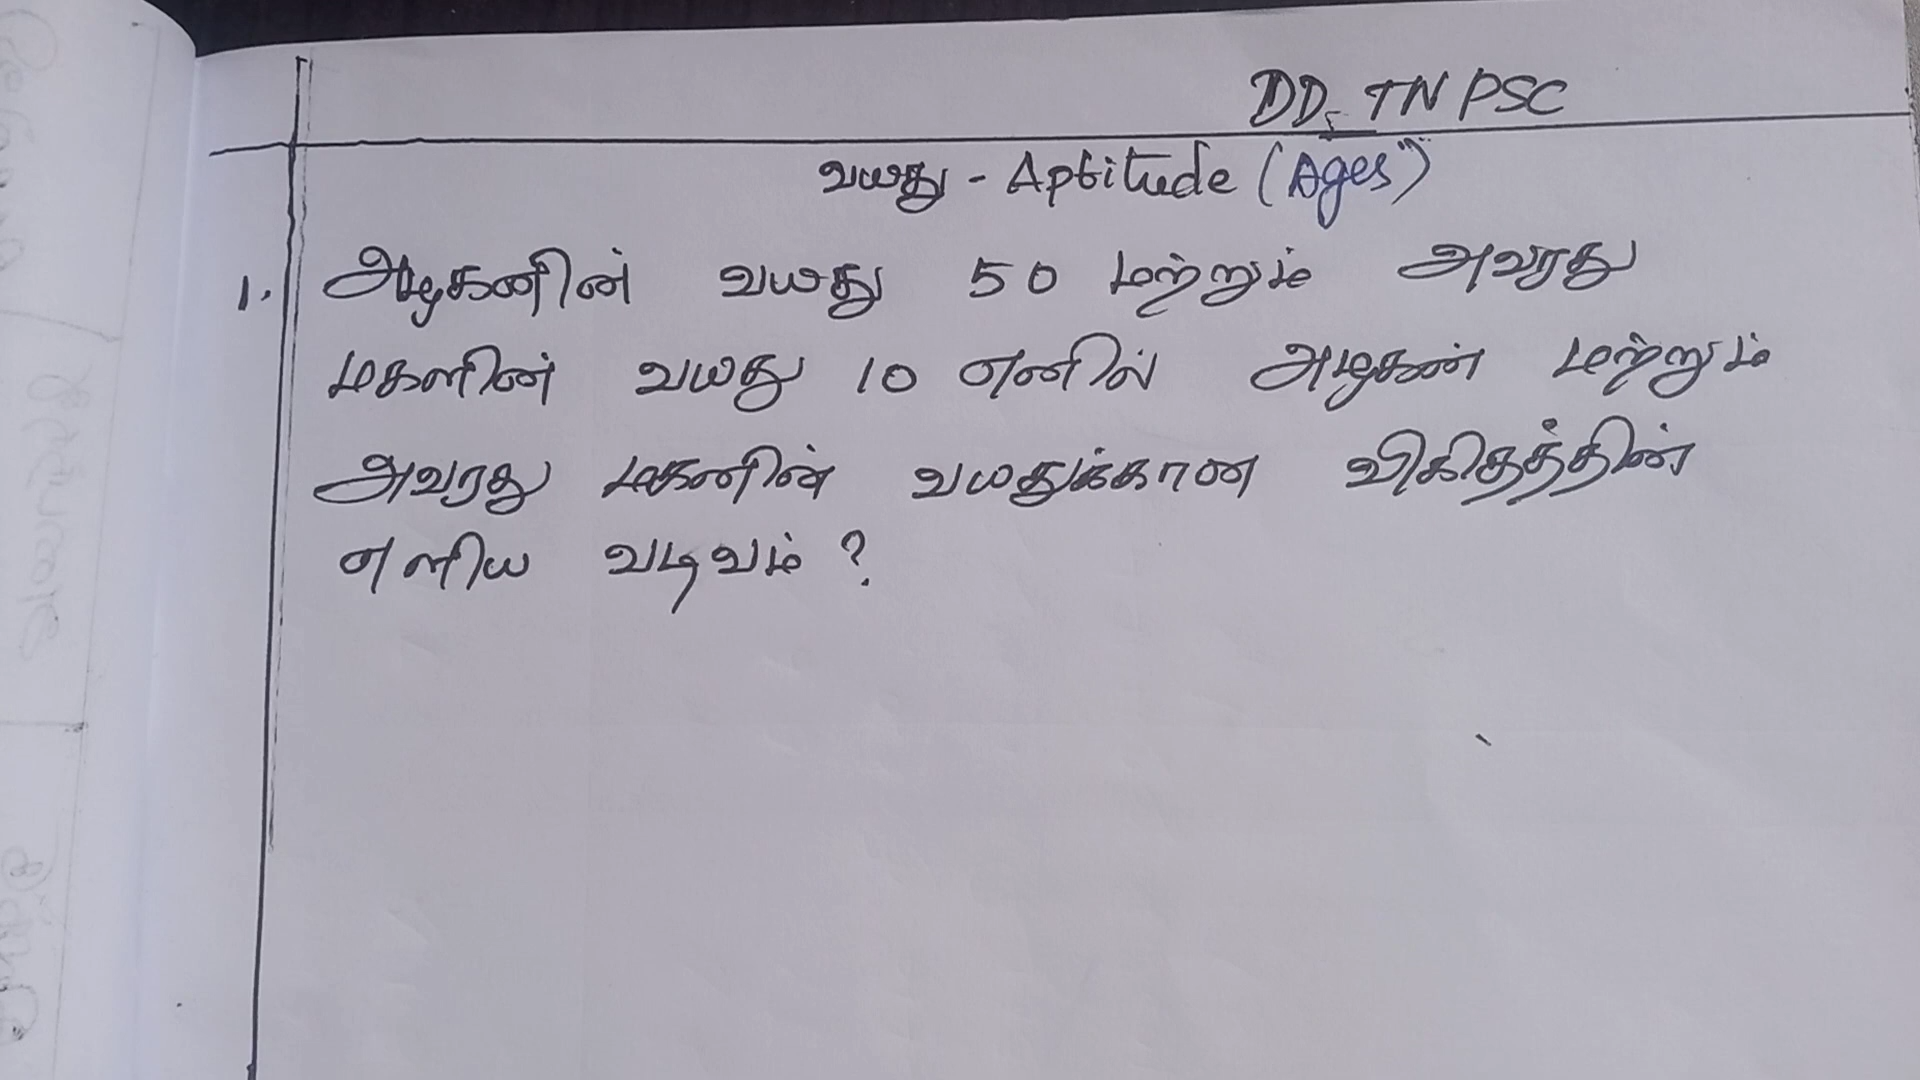 DD-TNPSC
வயது - Aptitude (Ages)
1. அழகனின் வயது 50 மற்றும் அவரது
மகளின் வயது 10 எனில் அழகன் மற்றும்
அவரது மகனின் வயதுக்கான விகிதத்தின்
எளிய வடிவம் ?